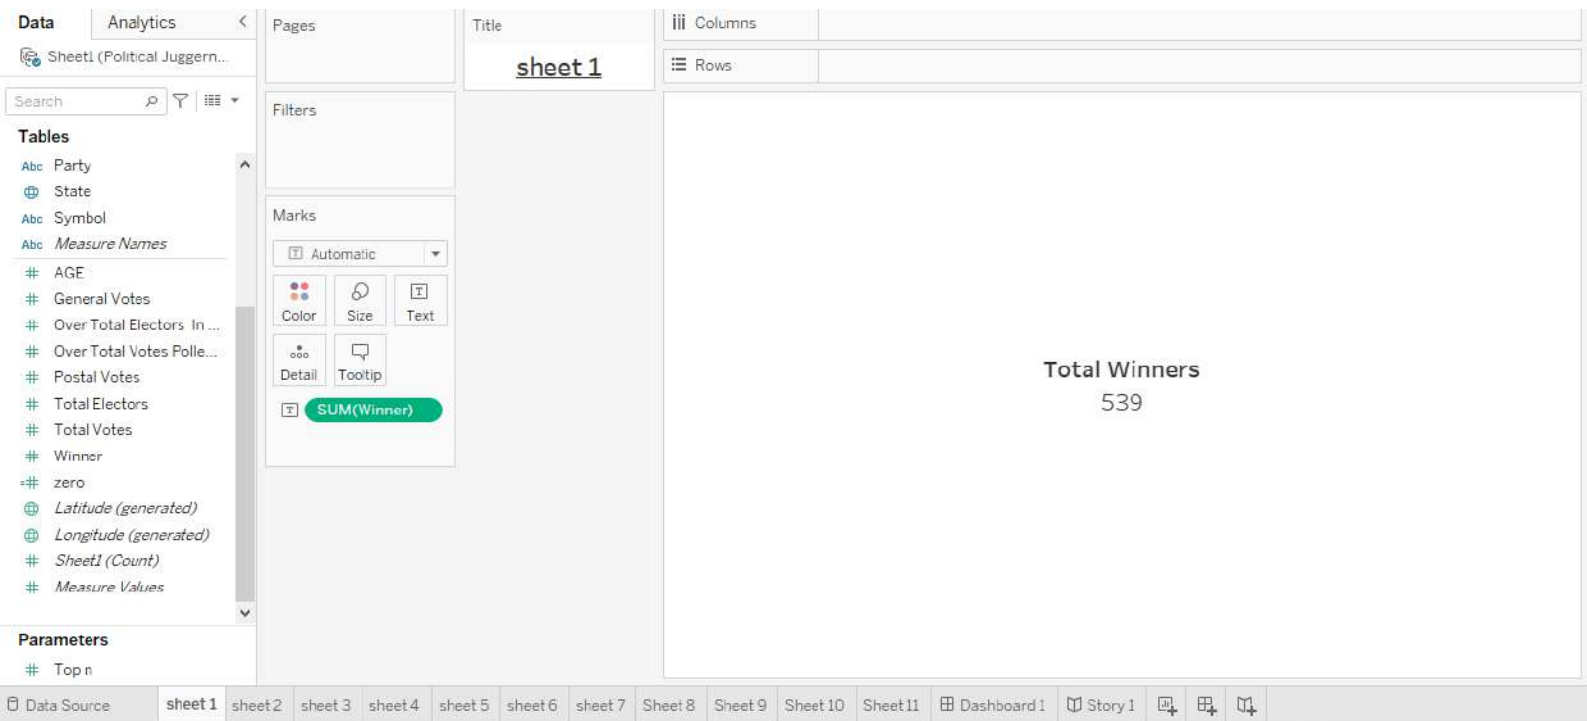 Data
Analytics
Sheet1 (Political Juggern...
Search
Tables
Abc Party
State
Abc Symbol
Abc Measure Names
AGE
General Votes
Over Total Electors In ...
Over Total Votes Polle...
Postal Votes
Total Electors
Total Votes
Winner
zero
Latitude (generated)
Longitude (generated)
Sheet1 (Count)
Measure Values
Parameters
Top n
Pages
Filters
Marks
Automatic
Color Size Text
Detail Tooltip
SUM(Winner)
Title
sheet 1
Columns
Rows
Total Winners
539
Data Source sheet 1 sheet 2 sheet 3 sheet 4 sheet 5 sheet 6 sheet 7 Sheet 8 Sheet 9 Sheet 10 Sheet 11 Dashboard 1 Story 1